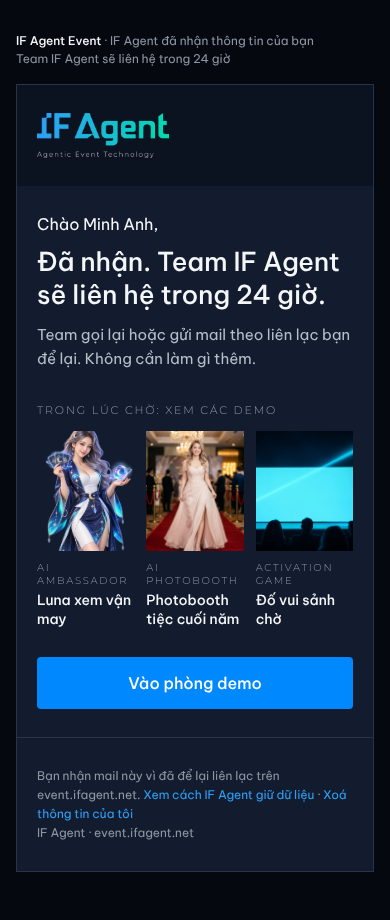 IF Agent Event · IF Agent đã nhận thông tin của bạn
Team IF Agent sẽ liên hệ trong 24 giờ
IF Agent
Agentic Event Technology
Chào Minh Anh,
Đã nhận. Team IF Agent
sẽ liên hệ trong 24 giờ.
Team gọi lại hoặc gửi mail theo liên lạc bạn
để lại. Không cần làm gì thêm.
TRONG LÚC CHỜ: XEM CÁC DEMO
AI
AMBASSADOR
Luna xem vận
may
AI
PHOTOBOOTH
Photobooth
tiệc cuối năm
ACTIVATION
GAME
Đố vui sảnh
chờ
Vào phòng demo
Bạn nhận mail này vì đã để lại liên lạc trên
event.ifagent.net. Xem cách IF Agent giữ dữ liệu · Xoá
thông tin của tôi
IF Agent · event.ifagent.net